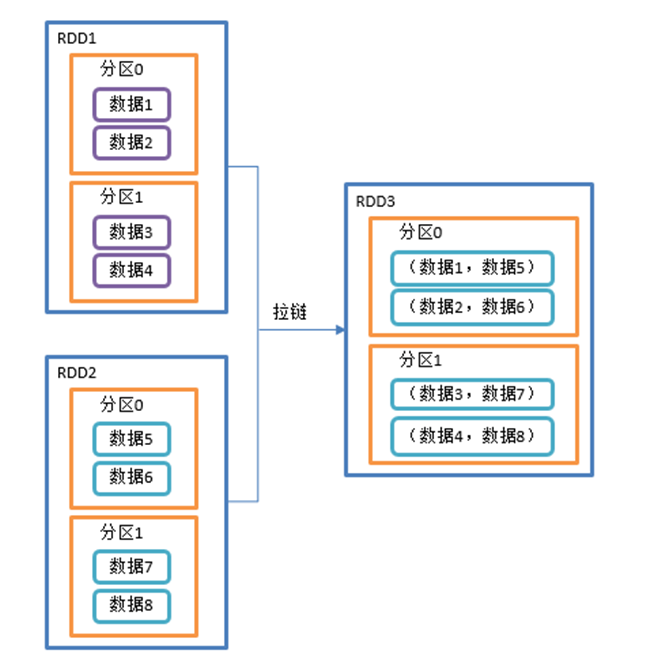 RDD1
分区0
数据1
数据2
分区1
数据3
数据4
RDD2
分区0
数据5
数据6
分区1
数据7
数据8
拉链
RDD3
分区0
（数据1，数据5）
（数据2，数据6）
分区1
（数据3，数据7）
（数据4，数据8）